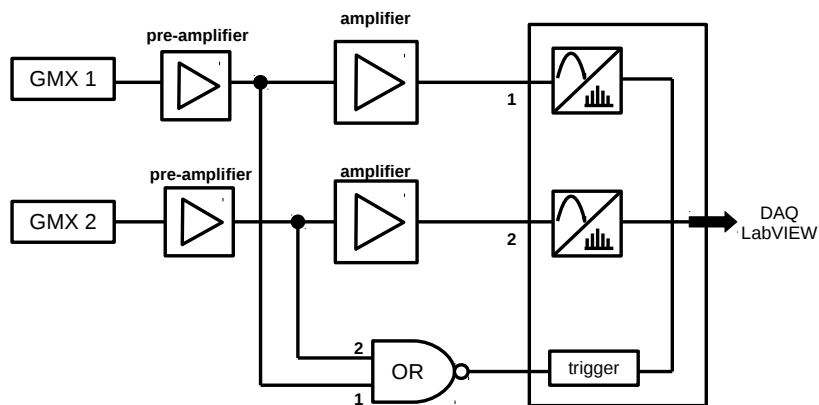 amplifier
pre-amplifier
GMX 1
1
pre-amplifier
amplifier
GMX 2
2
DAQ
LabVIEW
2
OR
trigger
1